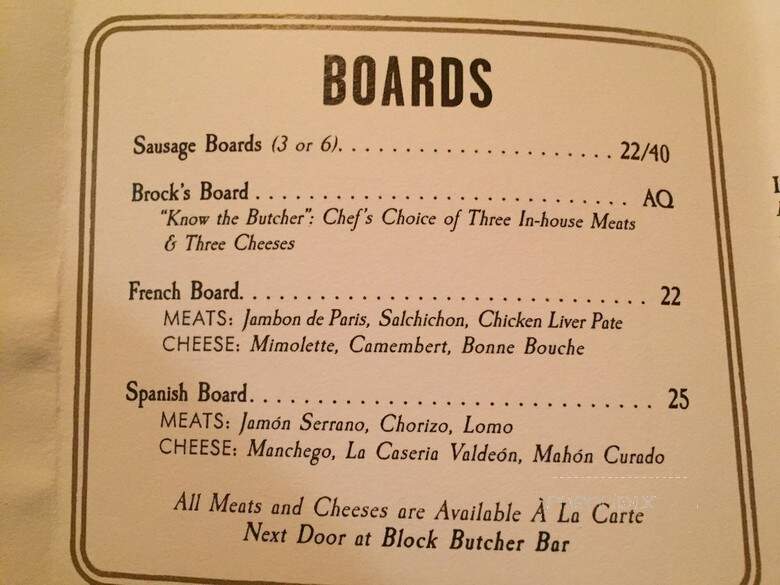 BOARDS
Sausage Boards (3 or 6). . . . . . . . . . . . . . . . . . . . . . . 22/40
Brock's Board . . . . . . . . . . . . . . . . . . . . . . . . . . . . . . AQ
"Know the Butcher": Chef's Choice of Three In-house Meats
& Three Cheeses
French Board. . . . . . . . . . . . . . . . . . . . . . . . . . . . . . . . 22
MEATS: Jambon de Paris, Salchichon, Chicken Liver Pate
CHEESE: Mimolette, Camembert, Bonne Bouche
Spanish Board. . . . . . . . . . . . . . . . . . . . . . . . . . . . . . . 25
MEATS: Jamón Serrano, Chorizo, Lomo
CHEESE: Manchego, La Caseria Valdeón, Mahón Curado
All Meats and Cheeses are Available À La Carte
Next Door at Block Butcher Bar